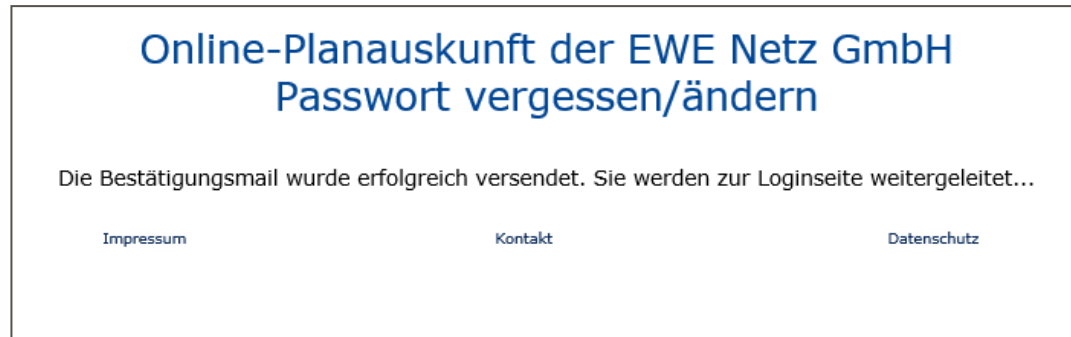 Online-Planauskunft der EWE Netz GmbH
Passwort vergessen/ändern
Die Bestätigungsmail wurde erfolgreich versendet. Sie werden zur Loginseite weitergeleitet...
Impressum Kontakt Datenschutz